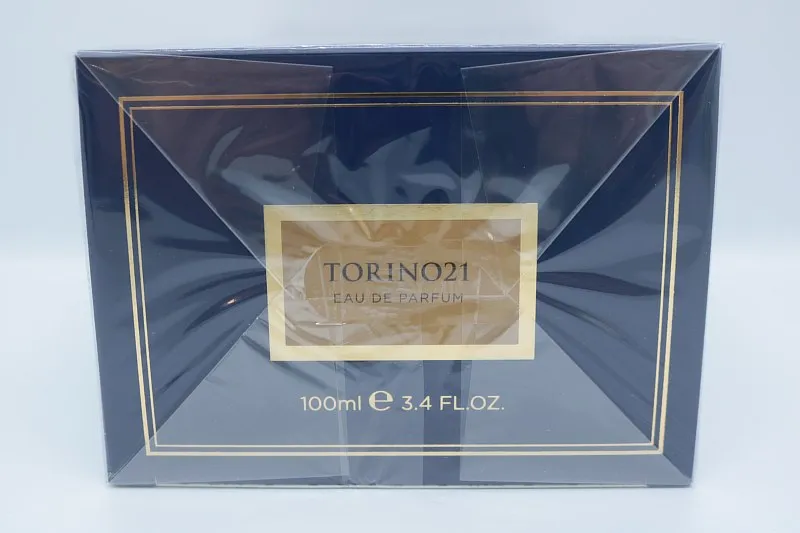 TORINO21
EAU DE PARFUM
100ml ℮ 3.4 FL.OZ.